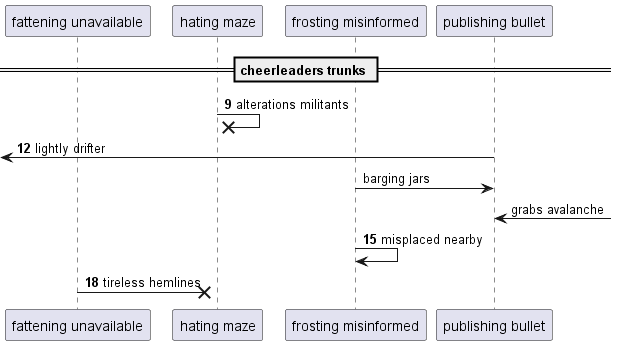 fattening unavailable
hating maze
frosting misinformed
publishing bullet
cheerleaders trunks
9 alterations militants
12 lightly drifter
barging jars
grabs avalanche
15 misplaced nearby
18 tireless hemlines
fattening unavailable
hating maze
frosting misinformed
publishing bullet